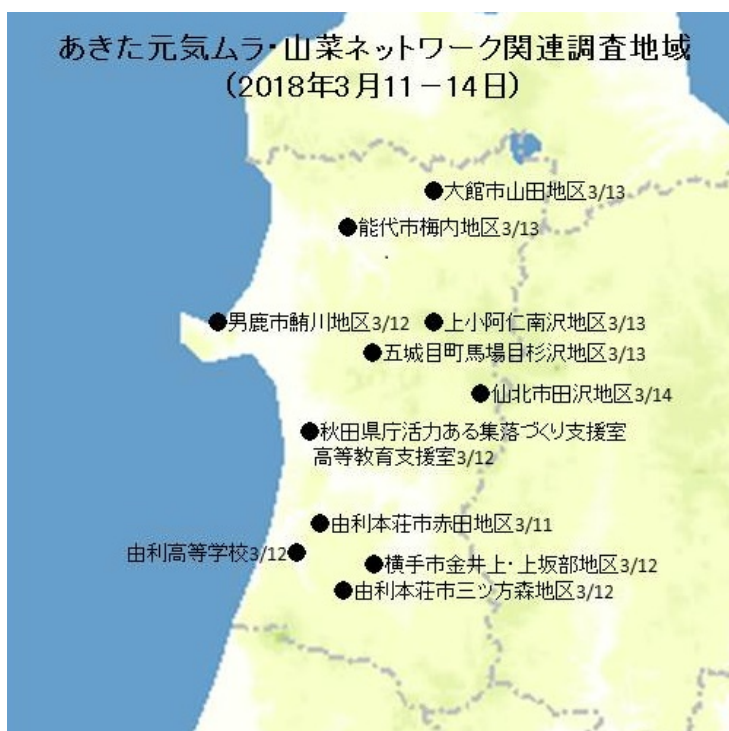 あきた元気ムラ・山菜ネットワーク関連調査地域
(2018年3月11－14日)
大館市山田地区3/13
能代市梅内地区3/13
男鹿市鮪川地区3/12
上小阿仁南沢地区3/13
五城目町馬場目杉沢地区3/13
仙北市田沢地区3/14
秋田県庁活力ある集落づくり支援室
高等教育支援室3/12
由利本荘市赤田地区3/11
由利高等学校3/12
横手市金井上・上坂部地区3/12
由利本荘市三ツ方森地区3/12